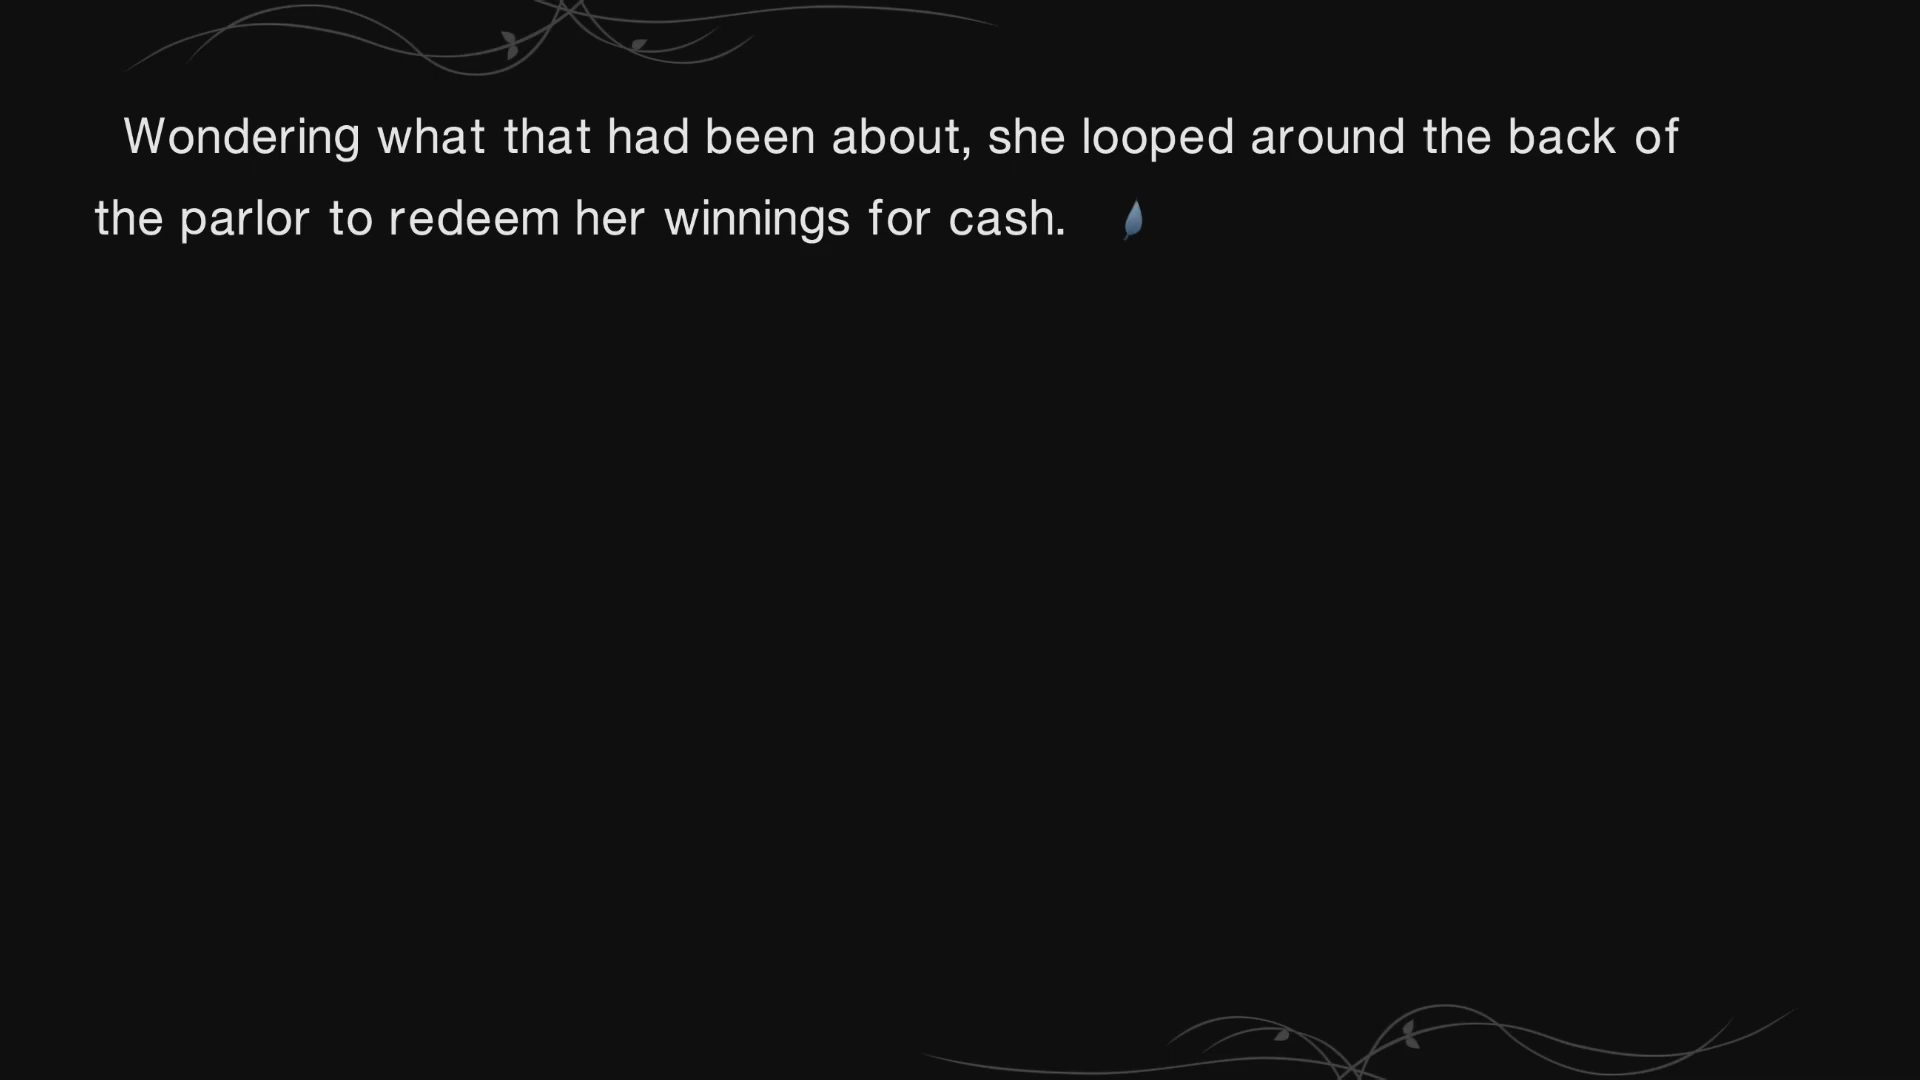 Wondering what that had been about, she looped around the back of
the parlor to redeem her winnings for cash.